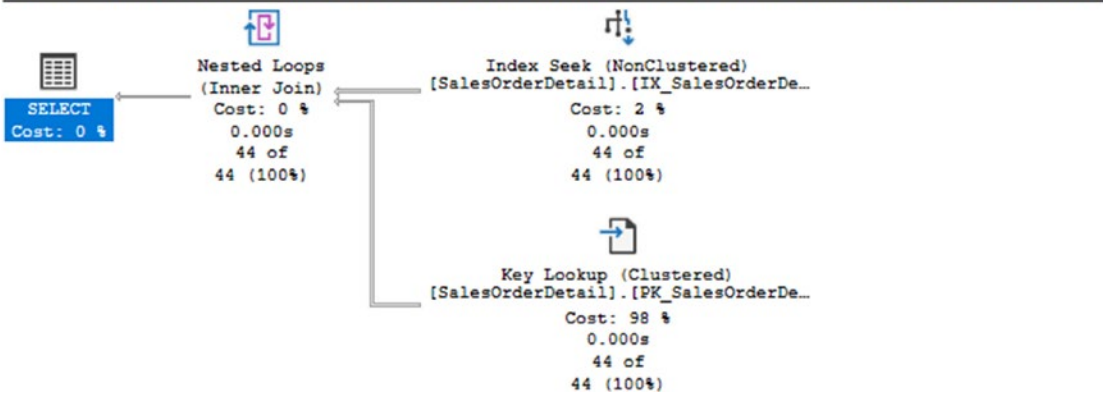 SELECT
Cost: 0 %
Nested Loops
(Inner Join)
Cost: 0 %
0.000s
44 of
44 (100%)
Index Seek (NonClustered)
[SalesOrderDetail].[IX_SalesOrderDe…
Cost: 2 %
0.000s
44 of
44 (100%)
Key Lookup (Clustered)
[SalesOrderDetail].[PK_SalesOrderDe…
Cost: 98 %
0.000s
44 of
44 (100%)